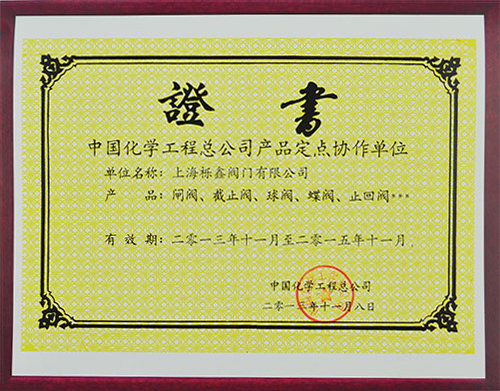 證書
中国化学工程总公司产品定点协作单位
单位名称：上海栎鑫阀门有限公司
产品：闸阀、截止阀、球阀、蝶阀、止回阀***
有效期：二零一三年十一月至二零一五年十一月
中国化学工程总公司
二零一三年十一月八日